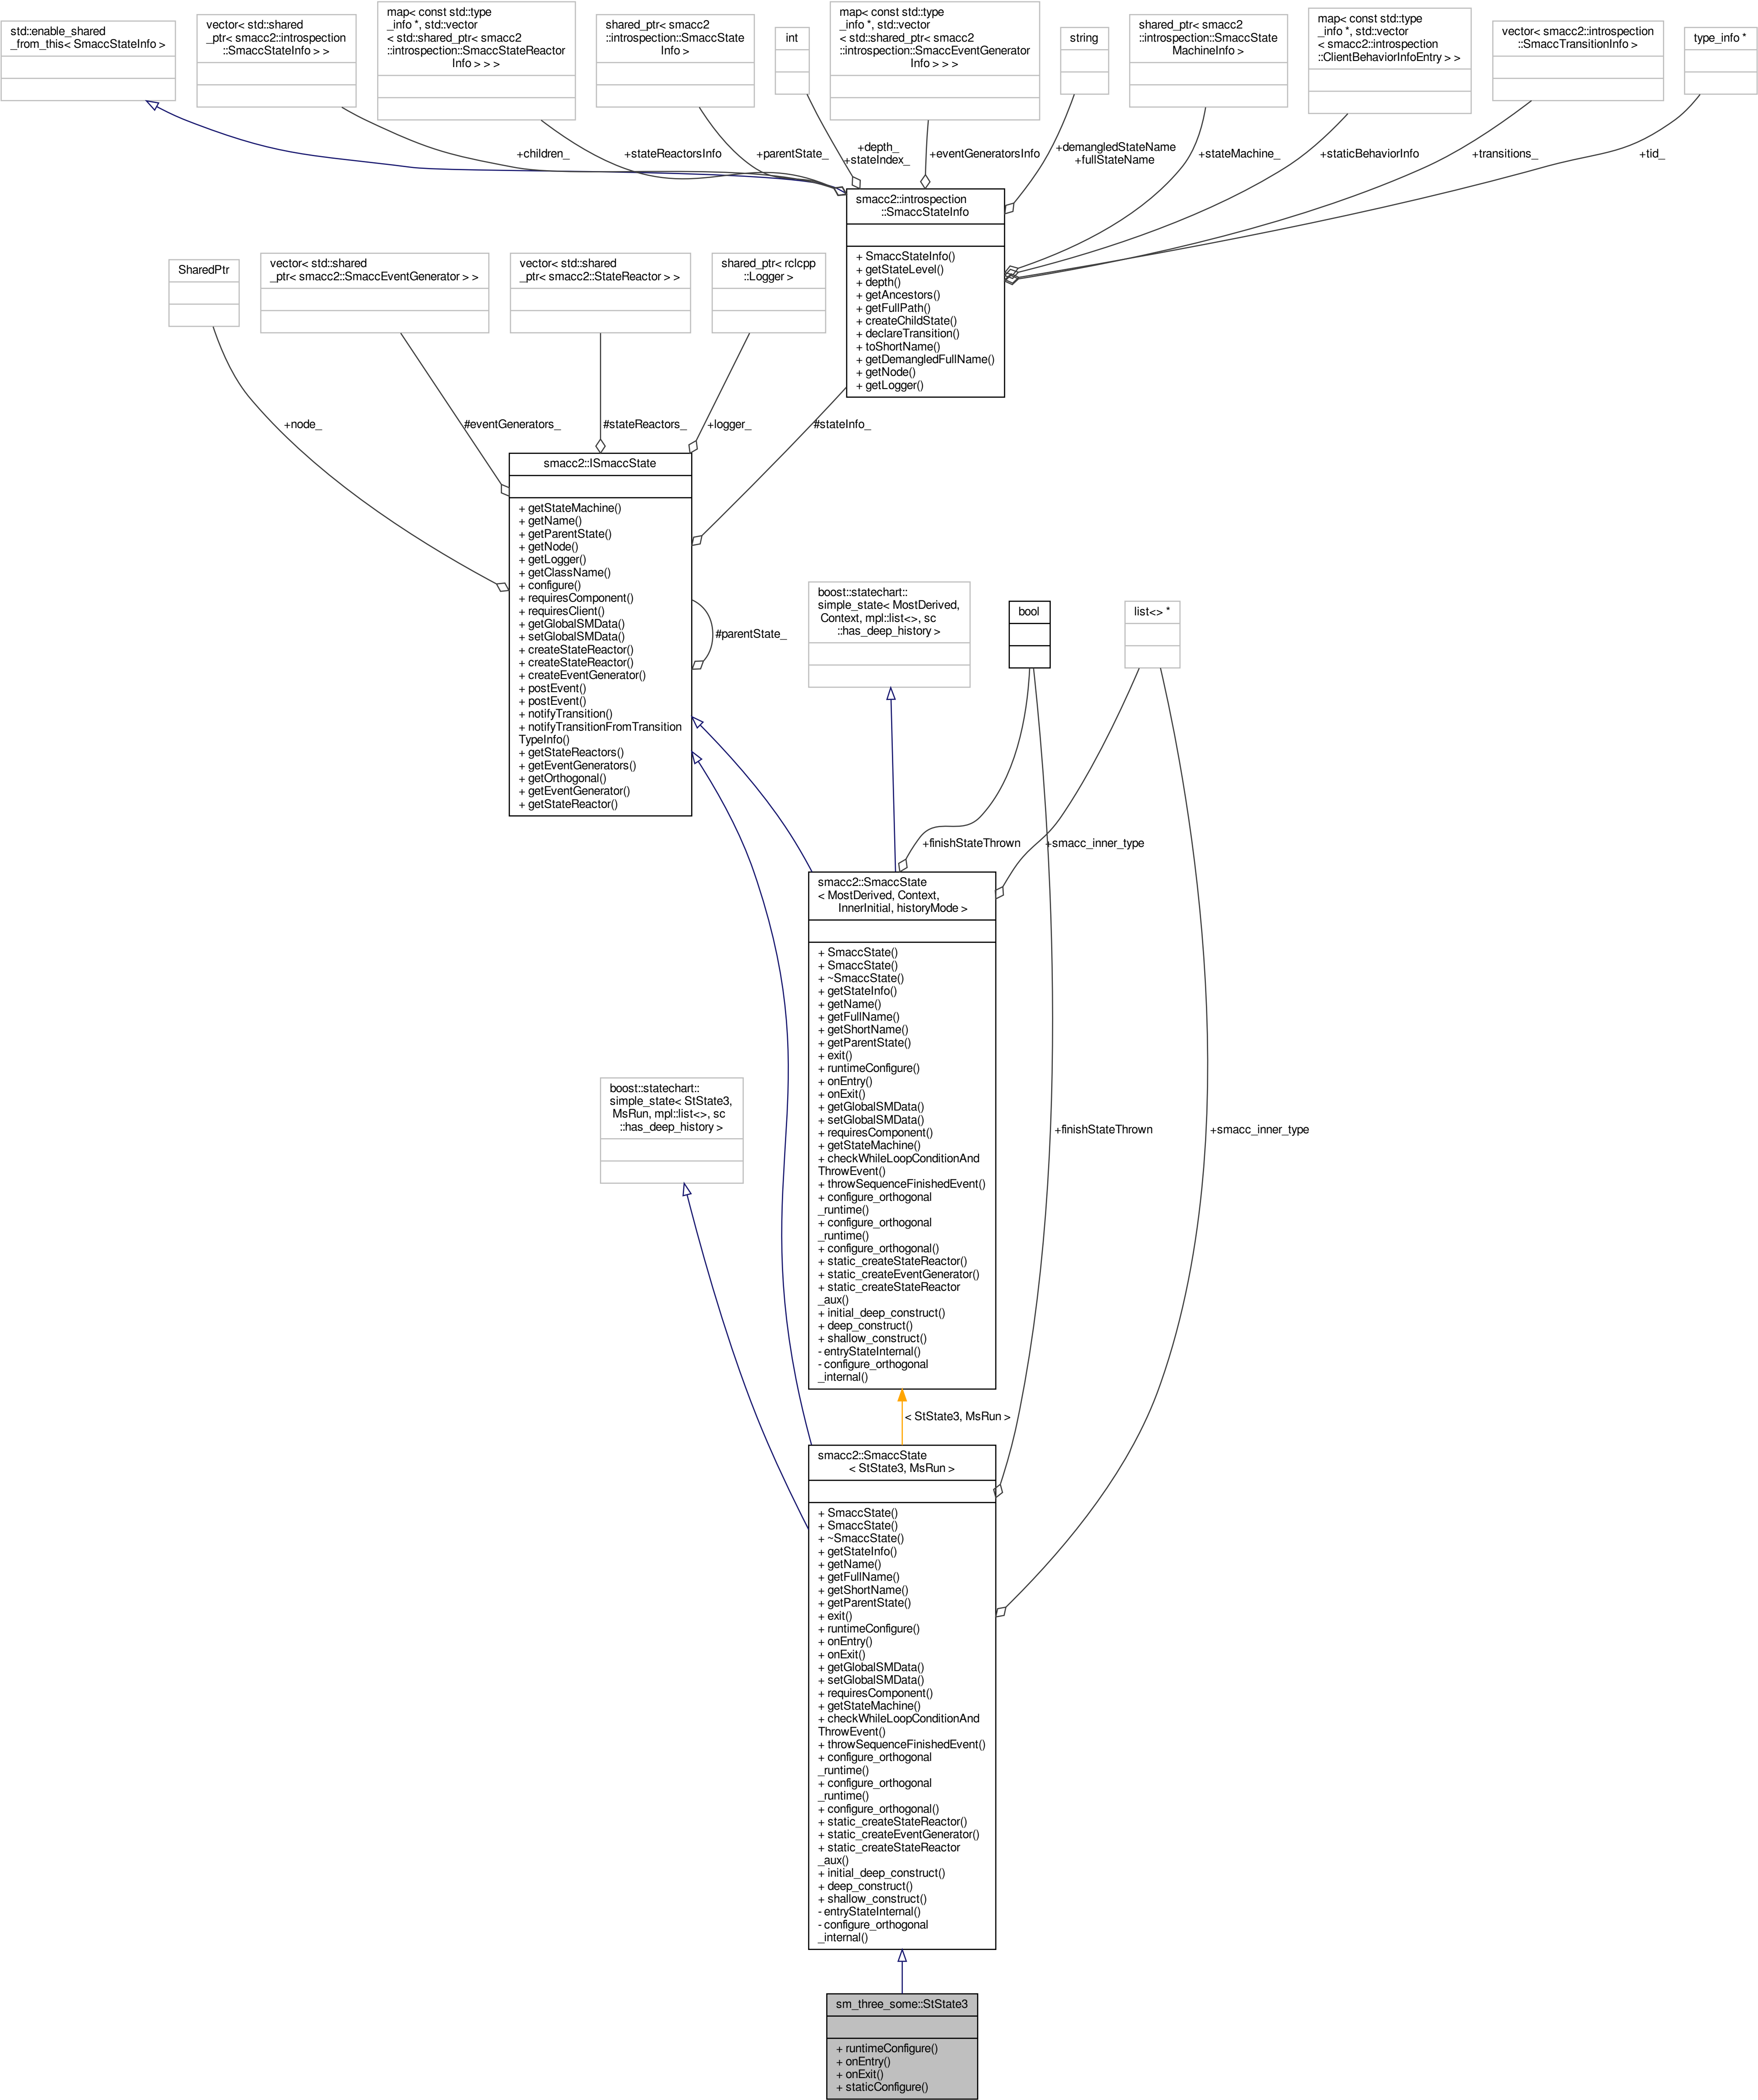 std::enable_shared
_from_this< SmaccStateInfo >
vector< std::shared
_ptr< smacc2::introspection
::SmaccStateInfo > >
map< const std::type
_info *, std::vector
< std::shared_ptr< smacc2
::introspection::SmaccStateReactor
Info > > >
shared_ptr< smacc2
::introspection::SmaccState
Info >
int
map< const std::type
_info *, std::vector
< std::shared_ptr< smacc2
::introspection::SmaccEventGenerator
Info > > >
string
shared_ptr< smacc2
::introspection::SmaccState
MachineInfo >
map< const std::type
_info *, std::vector
< smacc2::introspection
::ClientBehaviorInfoEntry > >
vector< smacc2::introspection
::SmaccTransitionInfo >
type_info *
+children_
+stateReactorsInfo
+parentState_
+depth_
+stateIndex_
+eventGeneratorsInfo
+demangledStateName
+fullStateName
+stateMachine_
+staticBehaviorInfo
+transitions_
+tid_
smacc2::introspection
::SmaccStateInfo
+ SmaccStateInfo()
+ getStateLevel()
+ depth()
+ getAncestors()
+ getFullPath()
+ createChildState()
+ declareTransition()
+ toShortName()
+ getDemangledFullName()
+ getNode()
+ getLogger()
SharedPtr
vector< std::shared
_ptr< smacc2::SmaccEventGenerator > >
vector< std::shared
_ptr< smacc2::StateReactor > >
shared_ptr< rclcpp
::Logger >
+node_
#eventGenerators_
#stateReactors_
+logger_
#stateInfo_
smacc2::ISmaccState
+ getStateMachine()
+ getName()
+ getParentState()
+ getNode()
+ getLogger()
+ getClassName()
+ configure()
+ requiresComponent()
+ requiresClient()
+ getGlobalSMData()
+ setGlobalSMData()
+ createStateReactor()
+ createStateReactor()
+ createEventGenerator()
+ postEvent()
+ postEvent()
+ notifyTransition()
+ notifyTransitionFromTransition
TypeInfo()
+ getStateReactors()
+ getEventGenerators()
+ getOrthogonal()
+ getEventGenerator()
+ getStateReactor()
#parentState_
boost::statechart::
simple_state< MostDerived,
Context, mpl::list<>, sc
::has_deep_history >
bool
list<> *
+finishStateThrown
+smacc_inner_type
smacc2::SmaccState
< MostDerived, Context,
InnerInitial, historyMode >
+ SmaccState()
+ SmaccState()
+ ~SmaccState()
+ getStateInfo()
+ getName()
+ getFullName()
+ getShortName()
+ getParentState()
+ exit()
+ runtimeConfigure()
+ onEntry()
+ onExit()
+ getGlobalSMData()
+ setGlobalSMData()
+ requiresComponent()
+ getStateMachine()
+ checkWhileLoopConditionAnd
ThrowEvent()
+ throwSequenceFinishedEvent()
+ configure_orthogonal
_runtime()
+ configure_orthogonal
_runtime()
+ configure_orthogonal()
+ static_createStateReactor()
+ static_createEventGenerator()
+ static_createStateReactor
_aux()
+ initial_deep_construct()
+ deep_construct()
+ shallow_construct()
- entryStateInternal()
- configure_orthogonal
_internal()
boost::statechart::
simple_state< StState3,
MsRun, mpl::list<>, sc
::has_deep_history >
+finishStateThrown
+smacc_inner_type
< StState3, MsRun >
smacc2::SmaccState
< StState3, MsRun >
+ SmaccState()
+ SmaccState()
+ ~SmaccState()
+ getStateInfo()
+ getName()
+ getFullName()
+ getShortName()
+ getParentState()
+ exit()
+ runtimeConfigure()
+ onEntry()
+ onExit()
+ getGlobalSMData()
+ setGlobalSMData()
+ requiresComponent()
+ getStateMachine()
+ checkWhileLoopConditionAnd
ThrowEvent()
+ throwSequenceFinishedEvent()
+ configure_orthogonal
_runtime()
+ configure_orthogonal
_runtime()
+ configure_orthogonal()
+ static_createStateReactor()
+ static_createEventGenerator()
+ static_createStateReactor
_aux()
+ initial_deep_construct()
+ deep_construct()
+ shallow_construct()
- entryStateInternal()
- configure_orthogonal
_internal()
sm_three_some::StState3
+ runtimeConfigure()
+ onEntry()
+ onExit()
+ staticConfigure()